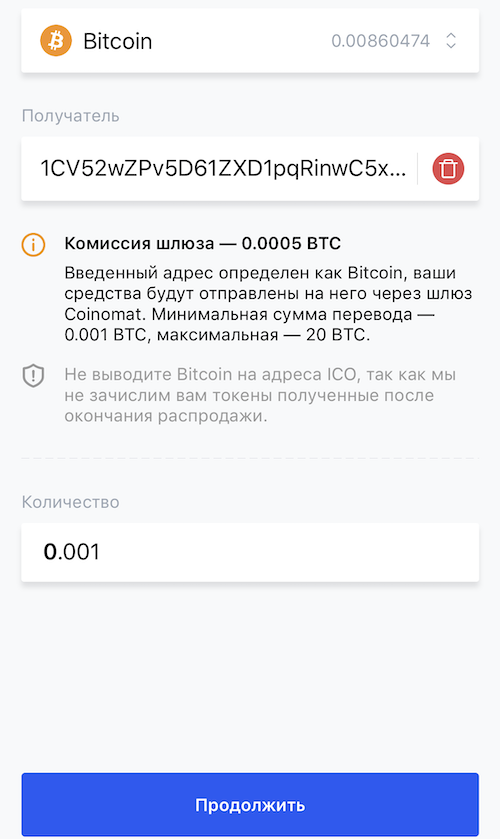 Bitcoin 0.00860474
Получатель
1CV52wZPv5D61ZXD1pqRinwC5x...
Комиссия шлюза — 0.0005 BTC
Введенный адрес определен как Bitcoin, ваши
средства будут отправлены на него через шлюз
Coinomat. Минимальная сумма перевода —
0.001 BTC, максимальная — 20 BTC.
Не выводите Bitcoin на адреса ICO, так как мы
не зачислим вам токены полученные после
окончания распродажи.
Количество
0.001
Продолжить